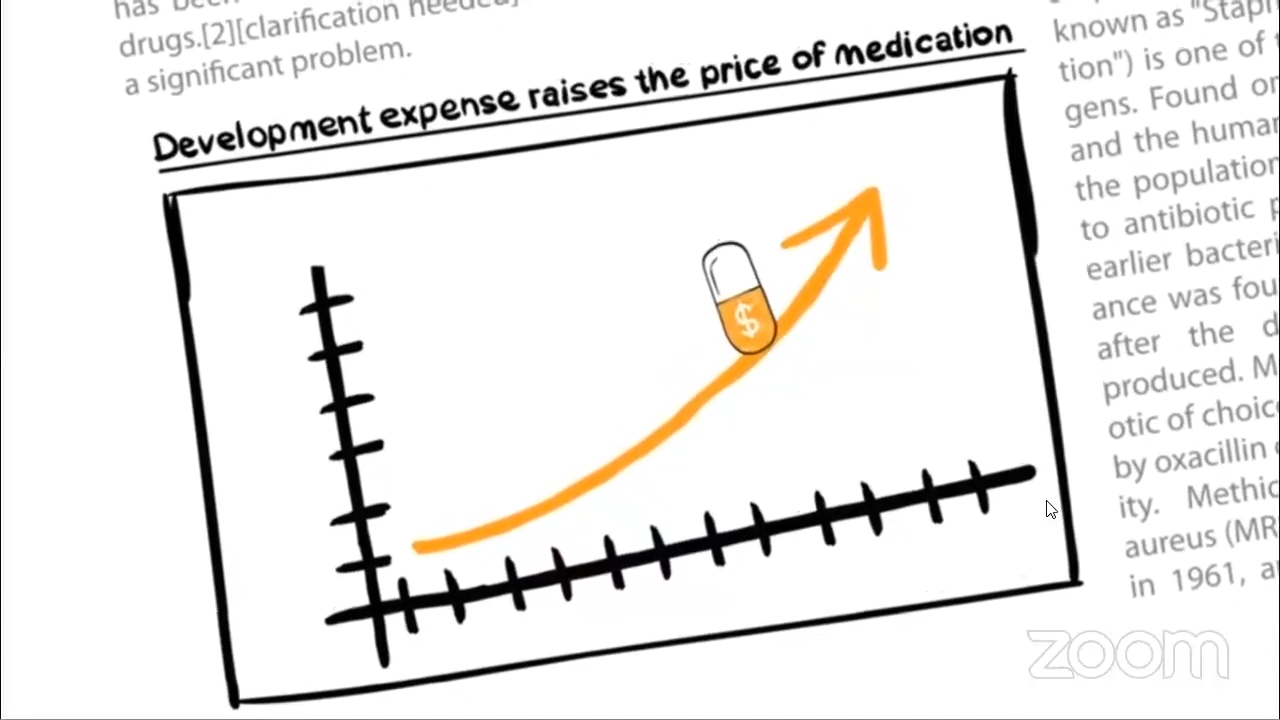 has been
drugs.[2][clarification needed]
a significant problem.
Development expense raises the price of medication
$
known as "Staph
tion") is one of
gens. Found on
and the human
the population
to antibiotic
earlier bacteri
ance was fou
after the d
produced. M
otic of choic
by oxacillin
ity. Methic
aureus (MR
in 1961, a
zoom